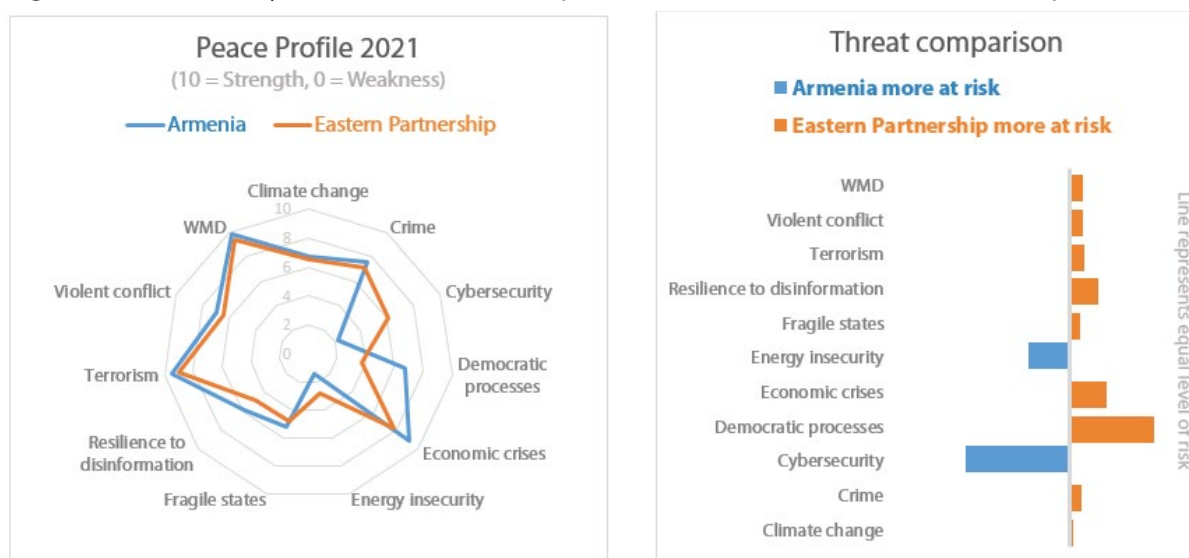 Peace Profile 2021
(10 = Strength, 0 = Weakness)
Armenia
Eastern Partnership
Climate change
10
8
6
4
2
0
Crime
Cybersecurity
Democratic
processes
Economic crises
Energy insecurity
Fragile states
Resilience to
disinformation
Terrorism
Violent conflict
WMD
Threat comparison
Armenia more at risk
Eastern Partnership more at risk
WMD
Violent conflict
Terrorism
Resilience to disinformation
Fragile states
Energy insecurity
Economic crises
Democratic processes
Cybersecurity
Crime
Climate change
Line represents equal level of risk